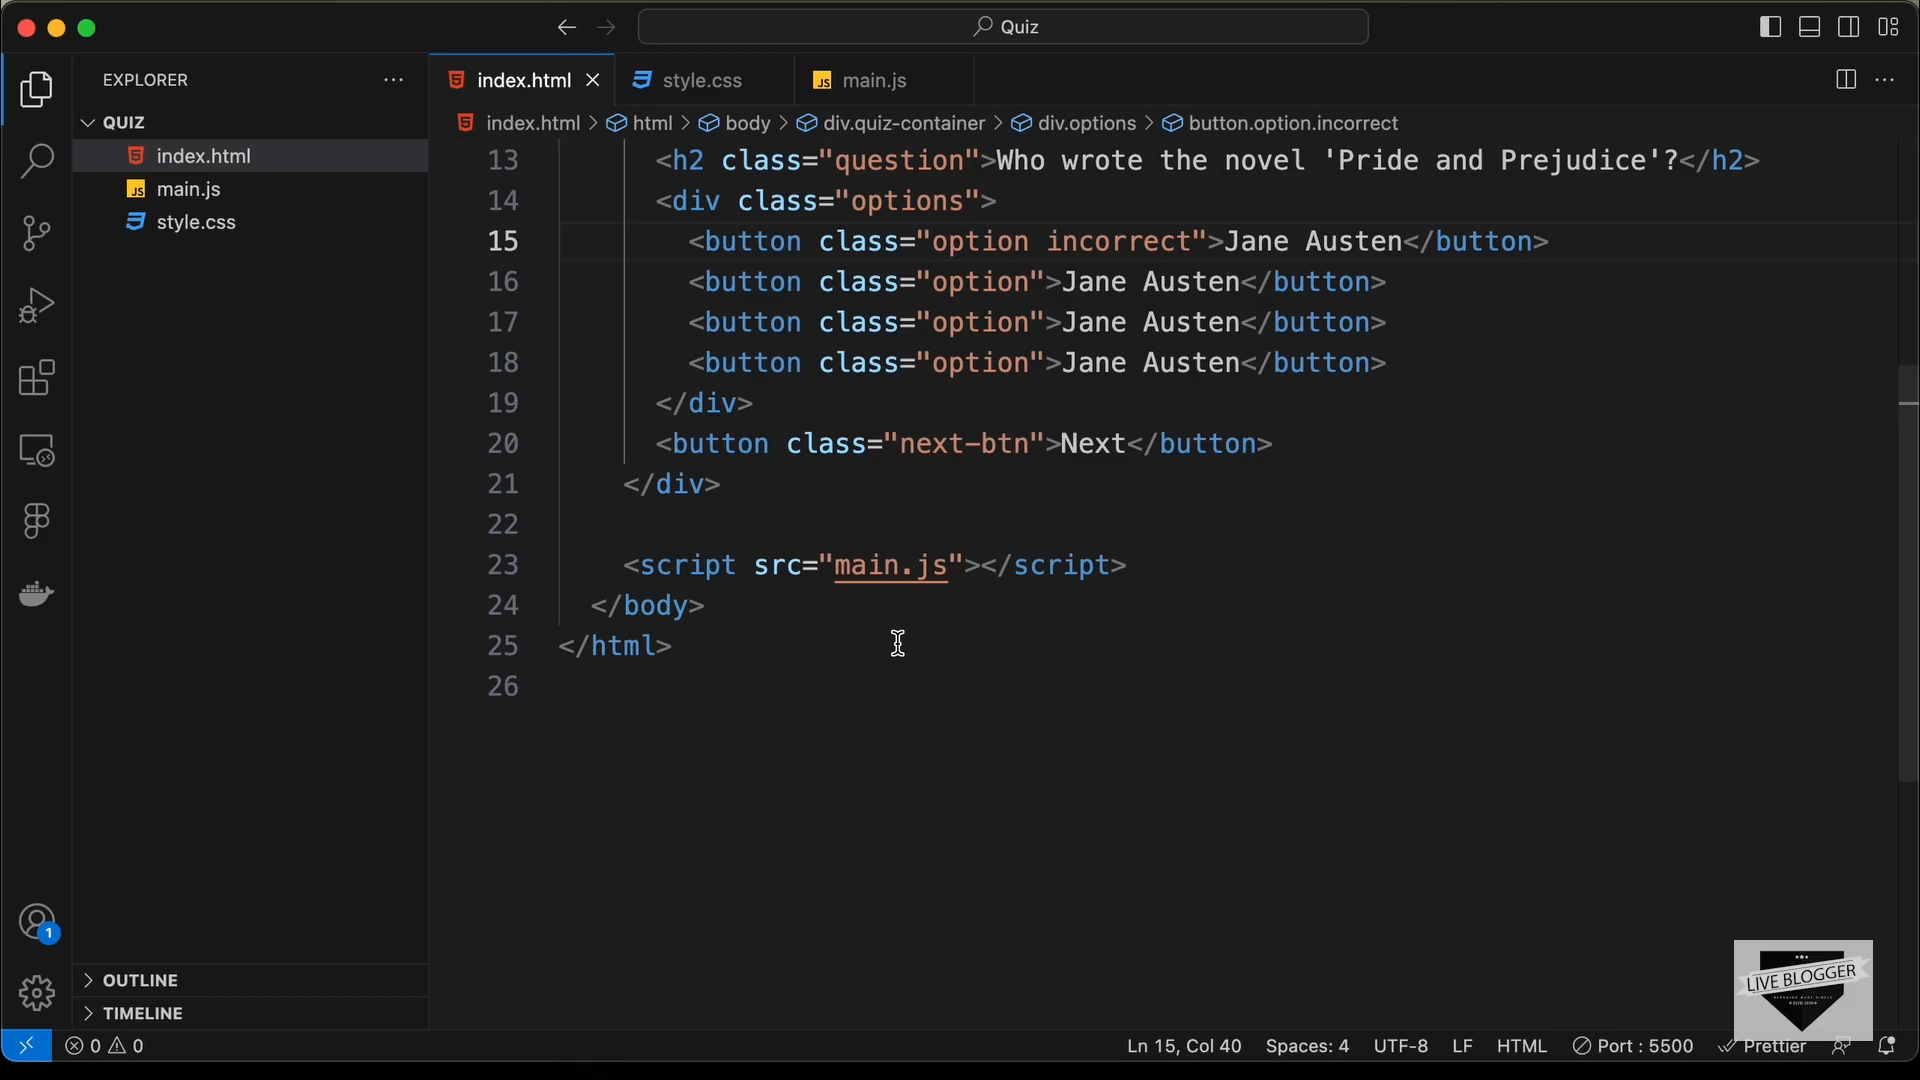 Quiz
EXPLORER
QUIZ
index.html
main.js
style.css
index.html
style.css
main.js
index.html > html > body > div.quiz-container > div.options > button.option.incorrect
13 <h2 class="question">Who wrote the novel 'Pride and Prejudice'?</h2>
14 <div class="options">
15 <button class="option incorrect">Jane Austen</button>
16 <button class="option">Jane Austen</button>
17 <button class="option">Jane Austen</button>
18 <button class="option">Jane Austen</button>
19 </div>
20 <button class="next-btn">Next</button>
21 </div>
22
23 <script src="main.js"></script>
24 </body>
25 </html>
26
1
OUTLINE
TIMELINE
LIVE BLOGGER
0 0
Ln 15, Col 40 Spaces: 4 UTF-8 LF HTML Port : 5500 Prettier